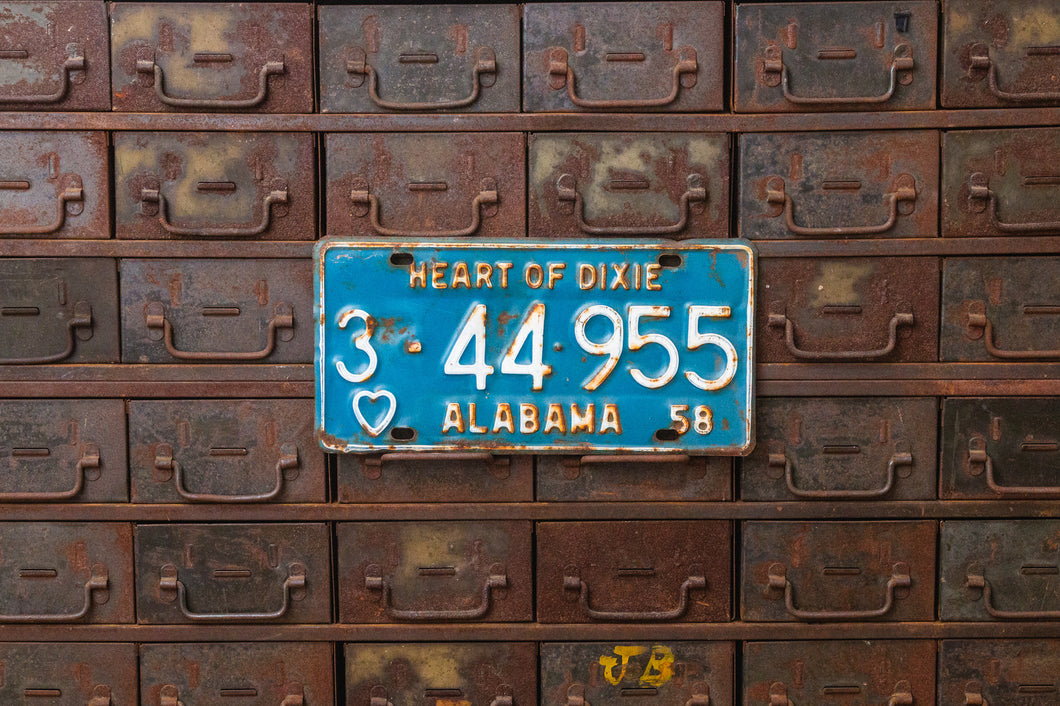 HEART OF DIXIE
3 · 44·955
ALABAMA 58
JB